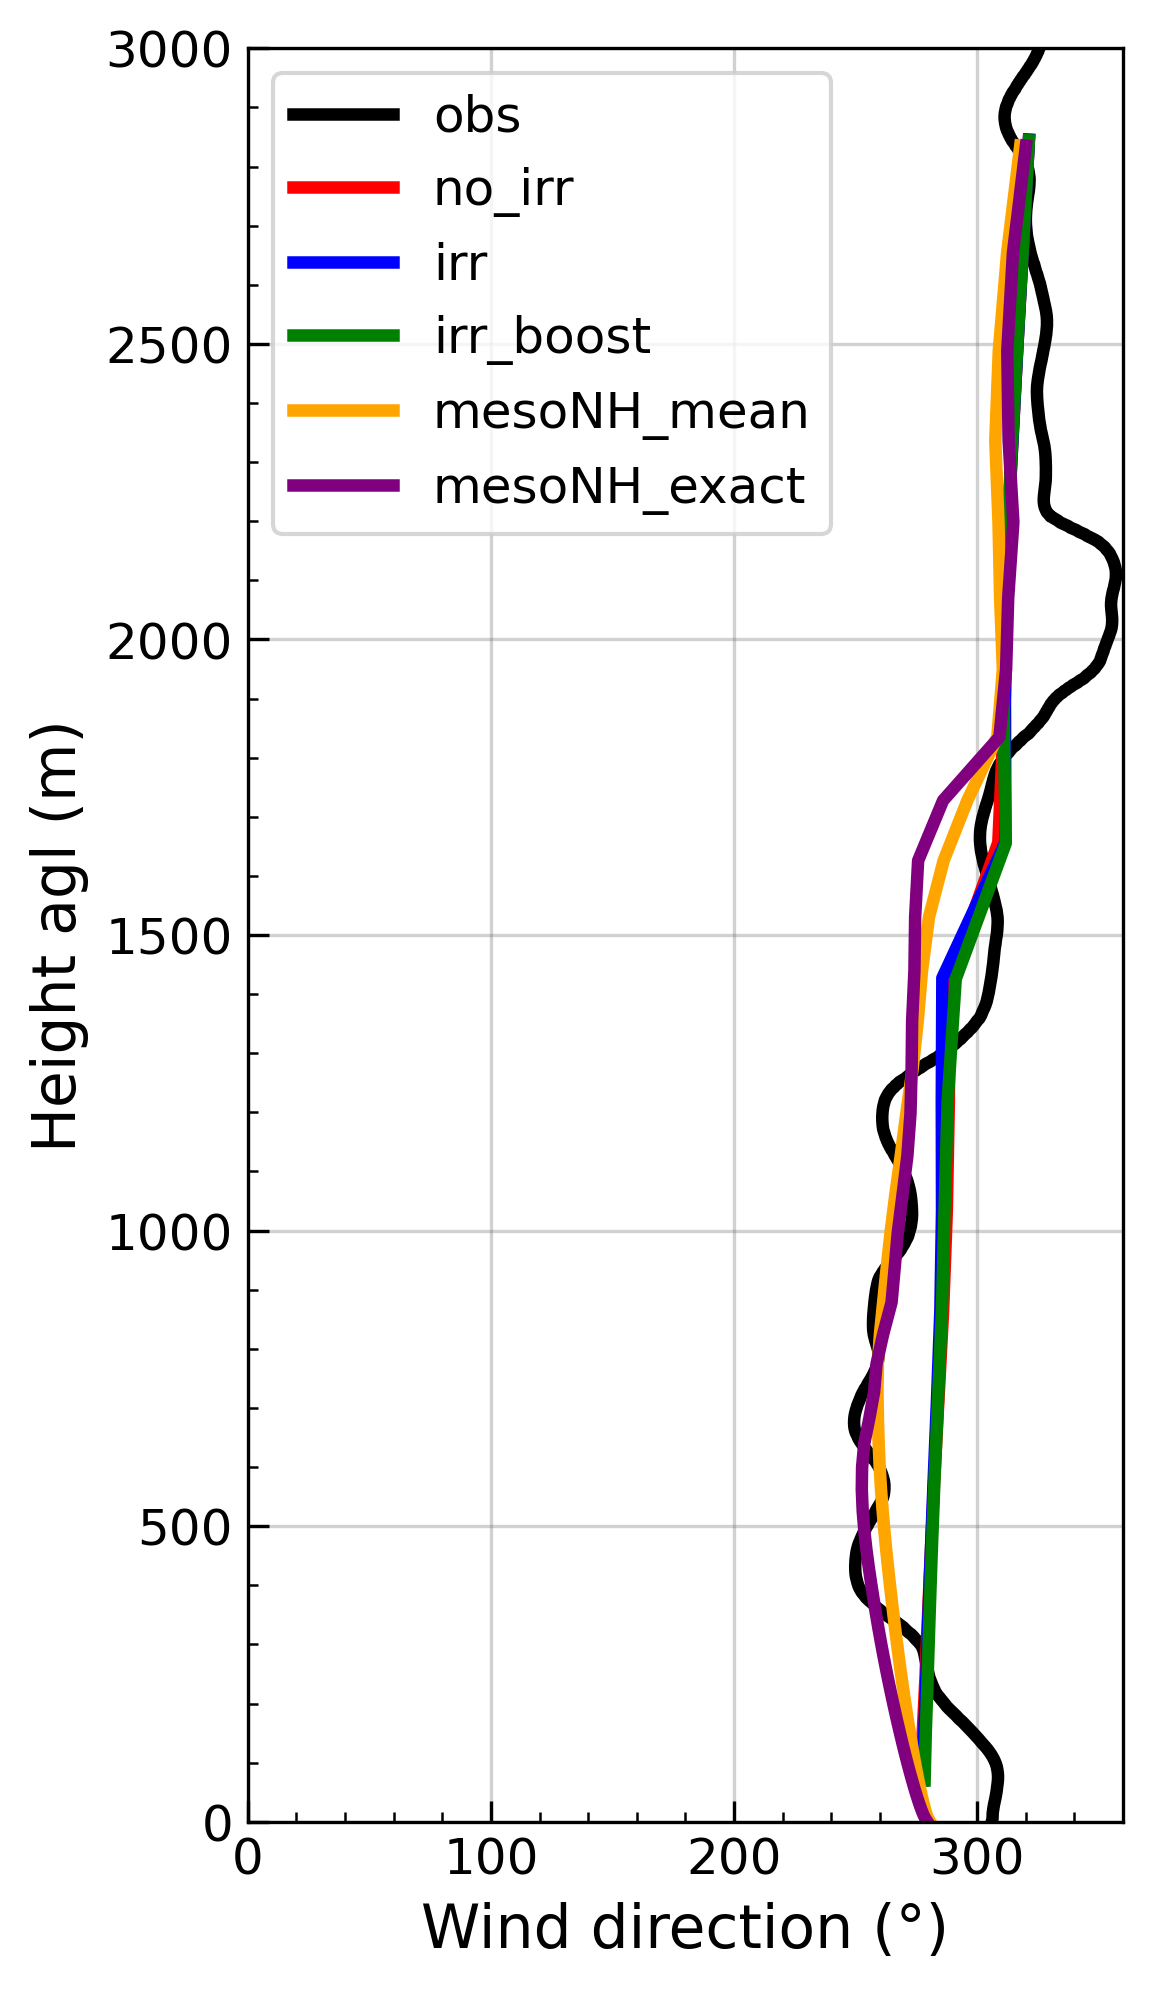 3000
2500
2000
1500
1000
500
0
Height agl (m)
obs
no_irr
irr
irr_boost
mesoNH_mean
mesoNH_exact
0 100 200 300
Wind direction (°)